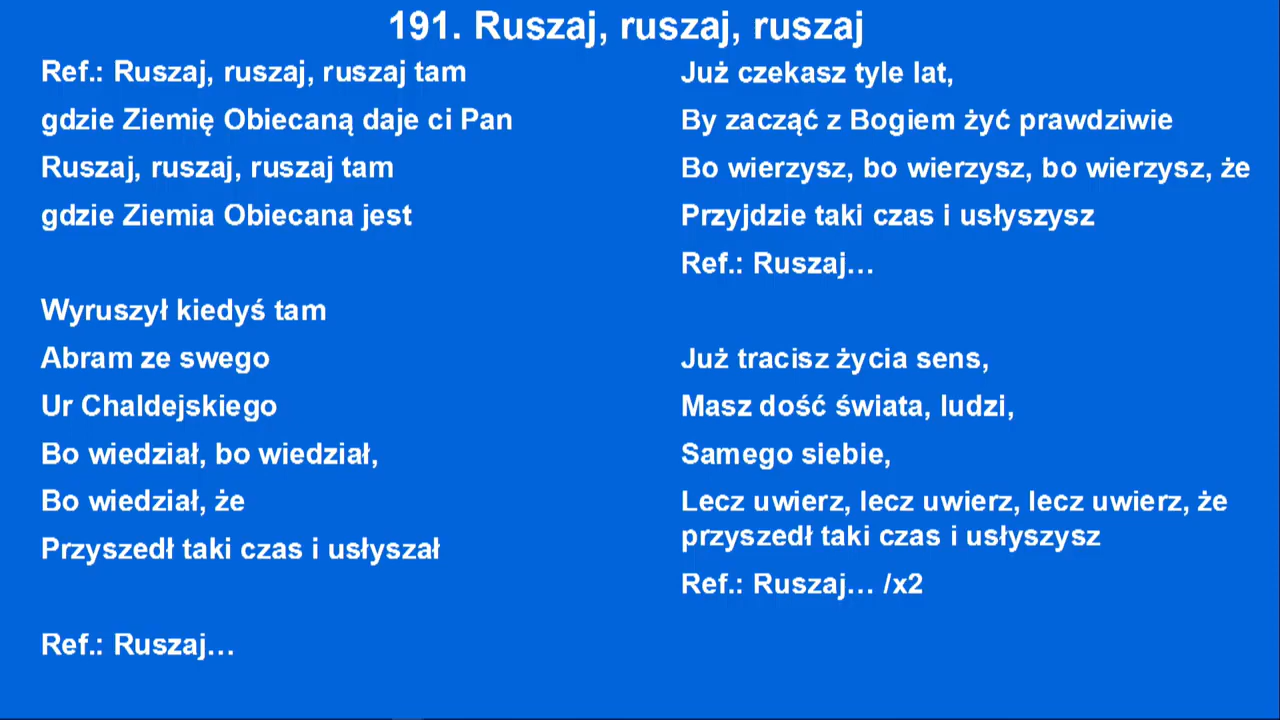 191. Ruszaj, ruszaj, ruszaj
Ref.: Ruszaj, ruszaj, ruszaj tam
gdzie Ziemię Obiecaną daje ci Pan
Ruszaj, ruszaj, ruszaj tam
gdzie Ziemia Obiecana jest
Wyruszył kiedyś tam
Abram ze swego
Ur Chaldejskiego
Bo wiedział, bo wiedział,
Bo wiedział, że
Przyszedł taki czas i usłyszał
Ref.: Ruszaj…
Już czekasz tyle lat,
By zacząć z Bogiem żyć prawdziwie
Bo wierzysz, bo wierzysz, bo wierzysz, że
Przyjdzie taki czas i usłyszysz
Ref.: Ruszaj…
Już tracisz życia sens,
Masz dość świata, ludzi,
Samego siebie,
Lecz uwierz, lecz uwierz, lecz uwierz, że
przyszedł taki czas i usłyszysz
Ref.: Ruszaj… /x2